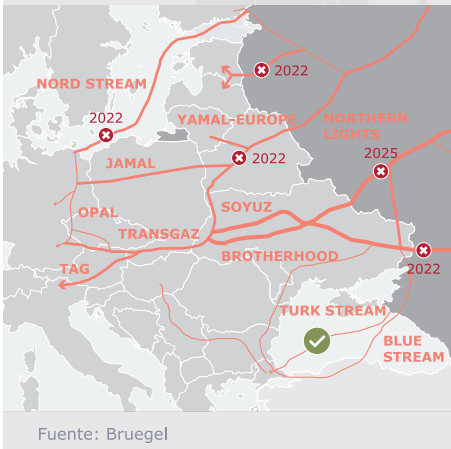 2022
NORD STREAM
2022
YAMAL-EUROPE
NORTHERN
LIGHTS
2025
2022
JAMAL
OPAL
SOYUZ
TRANSGAZ
BROTHERHOOD
2022
TAG
TURK STREAM
BLUE
STREAM
Fuente: Bruegel